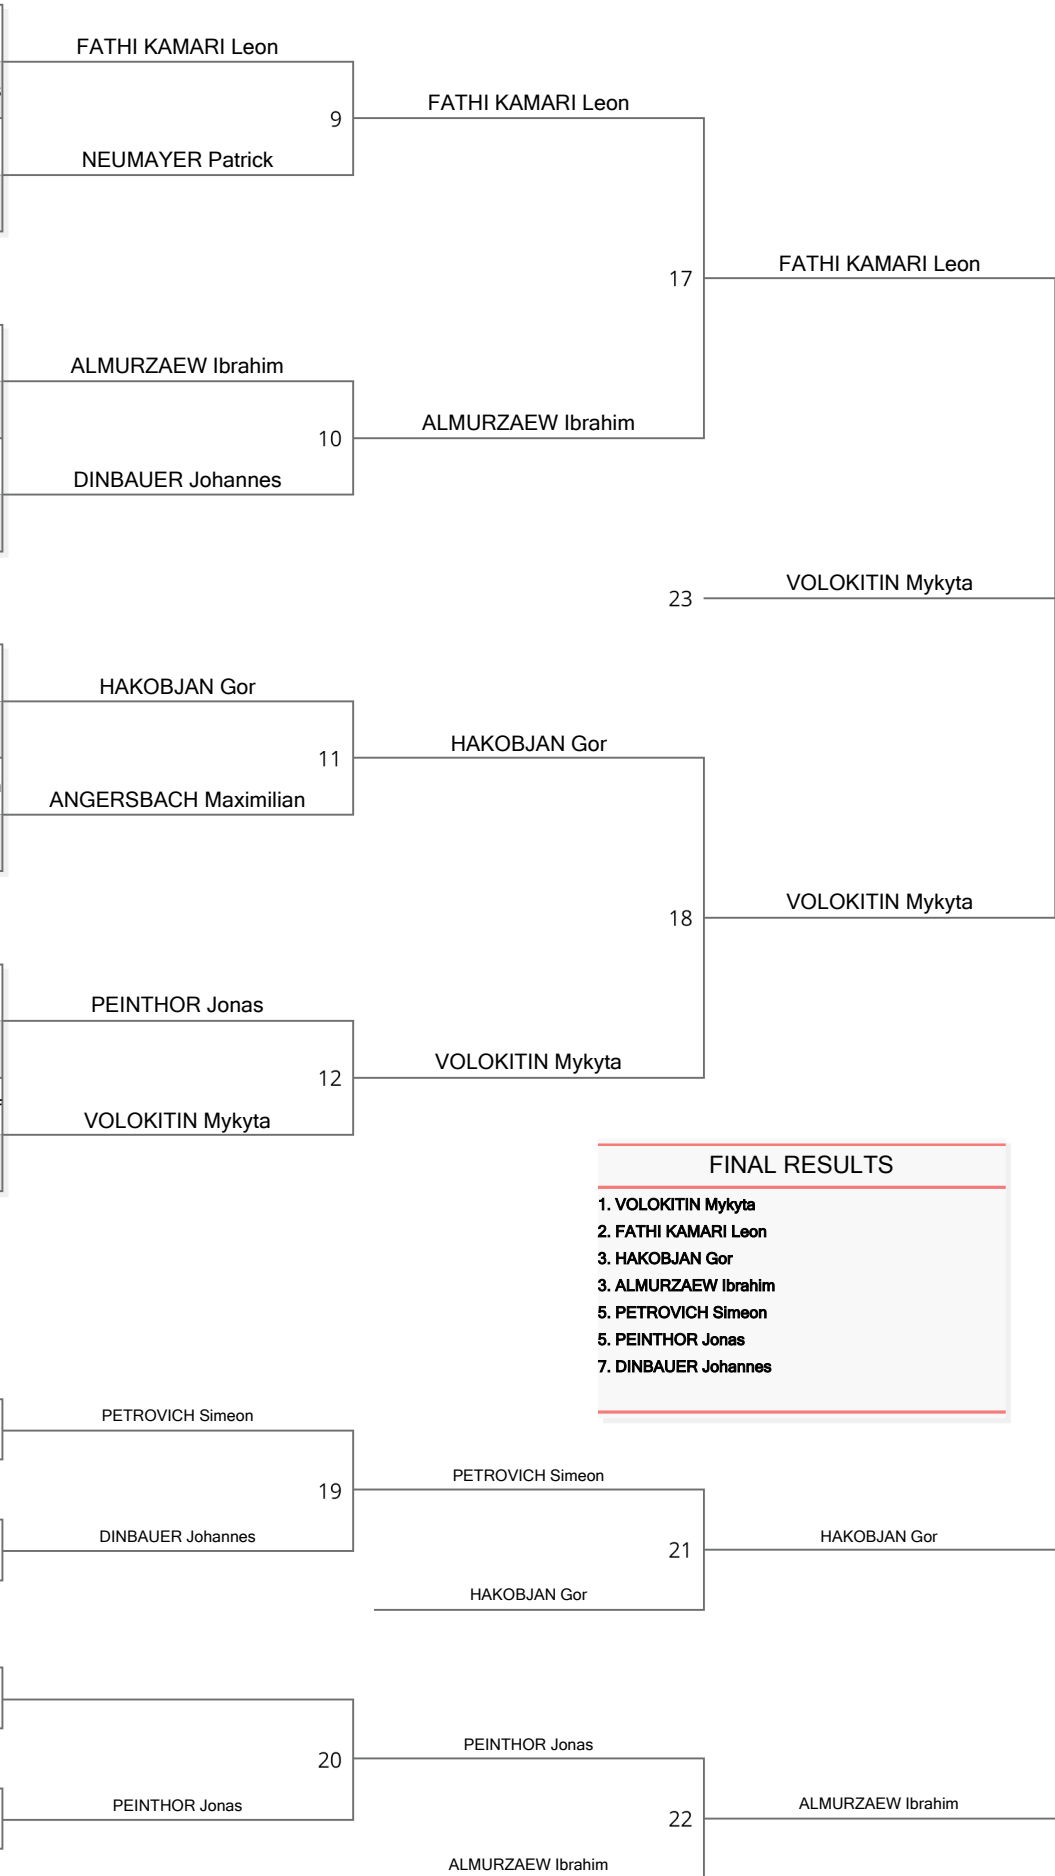 FATHI KAMARI Leon
9
FATHI KAMARI Leon
NEUMAYER Patrick
17
FATHI KAMARI Leon
ALMURZAEW Ibrahim
10
ALMURZAEW Ibrahim
DINBAUER Johannes
23
VOLOKITIN Mykyta
HAKOBJAN Gor
11
HAKOBJAN Gor
ANGERSBACH Maximilian
18
VOLOKITIN Mykyta
PEINTHOR Jonas
12
VOLOKITIN Mykyta
VOLOKITIN Mykyta
FINAL RESULTS
1. VOLOKITIN Mykyta
2. FATHI KAMARI Leon
3. HAKOBJAN Gor
3. ALMURZAEW Ibrahim
5. PETROVICH Simeon
5. PEINTHOR Jonas
7. DINBAUER Johannes
PETROVICH Simeon
19
PETROVICH Simeon
DINBAUER Johannes
21
HAKOBJAN Gor
HAKOBJAN Gor
20
PEINTHOR Jonas
PEINTHOR Jonas
22
ALMURZAEW Ibrahim
ALMURZAEW Ibrahim